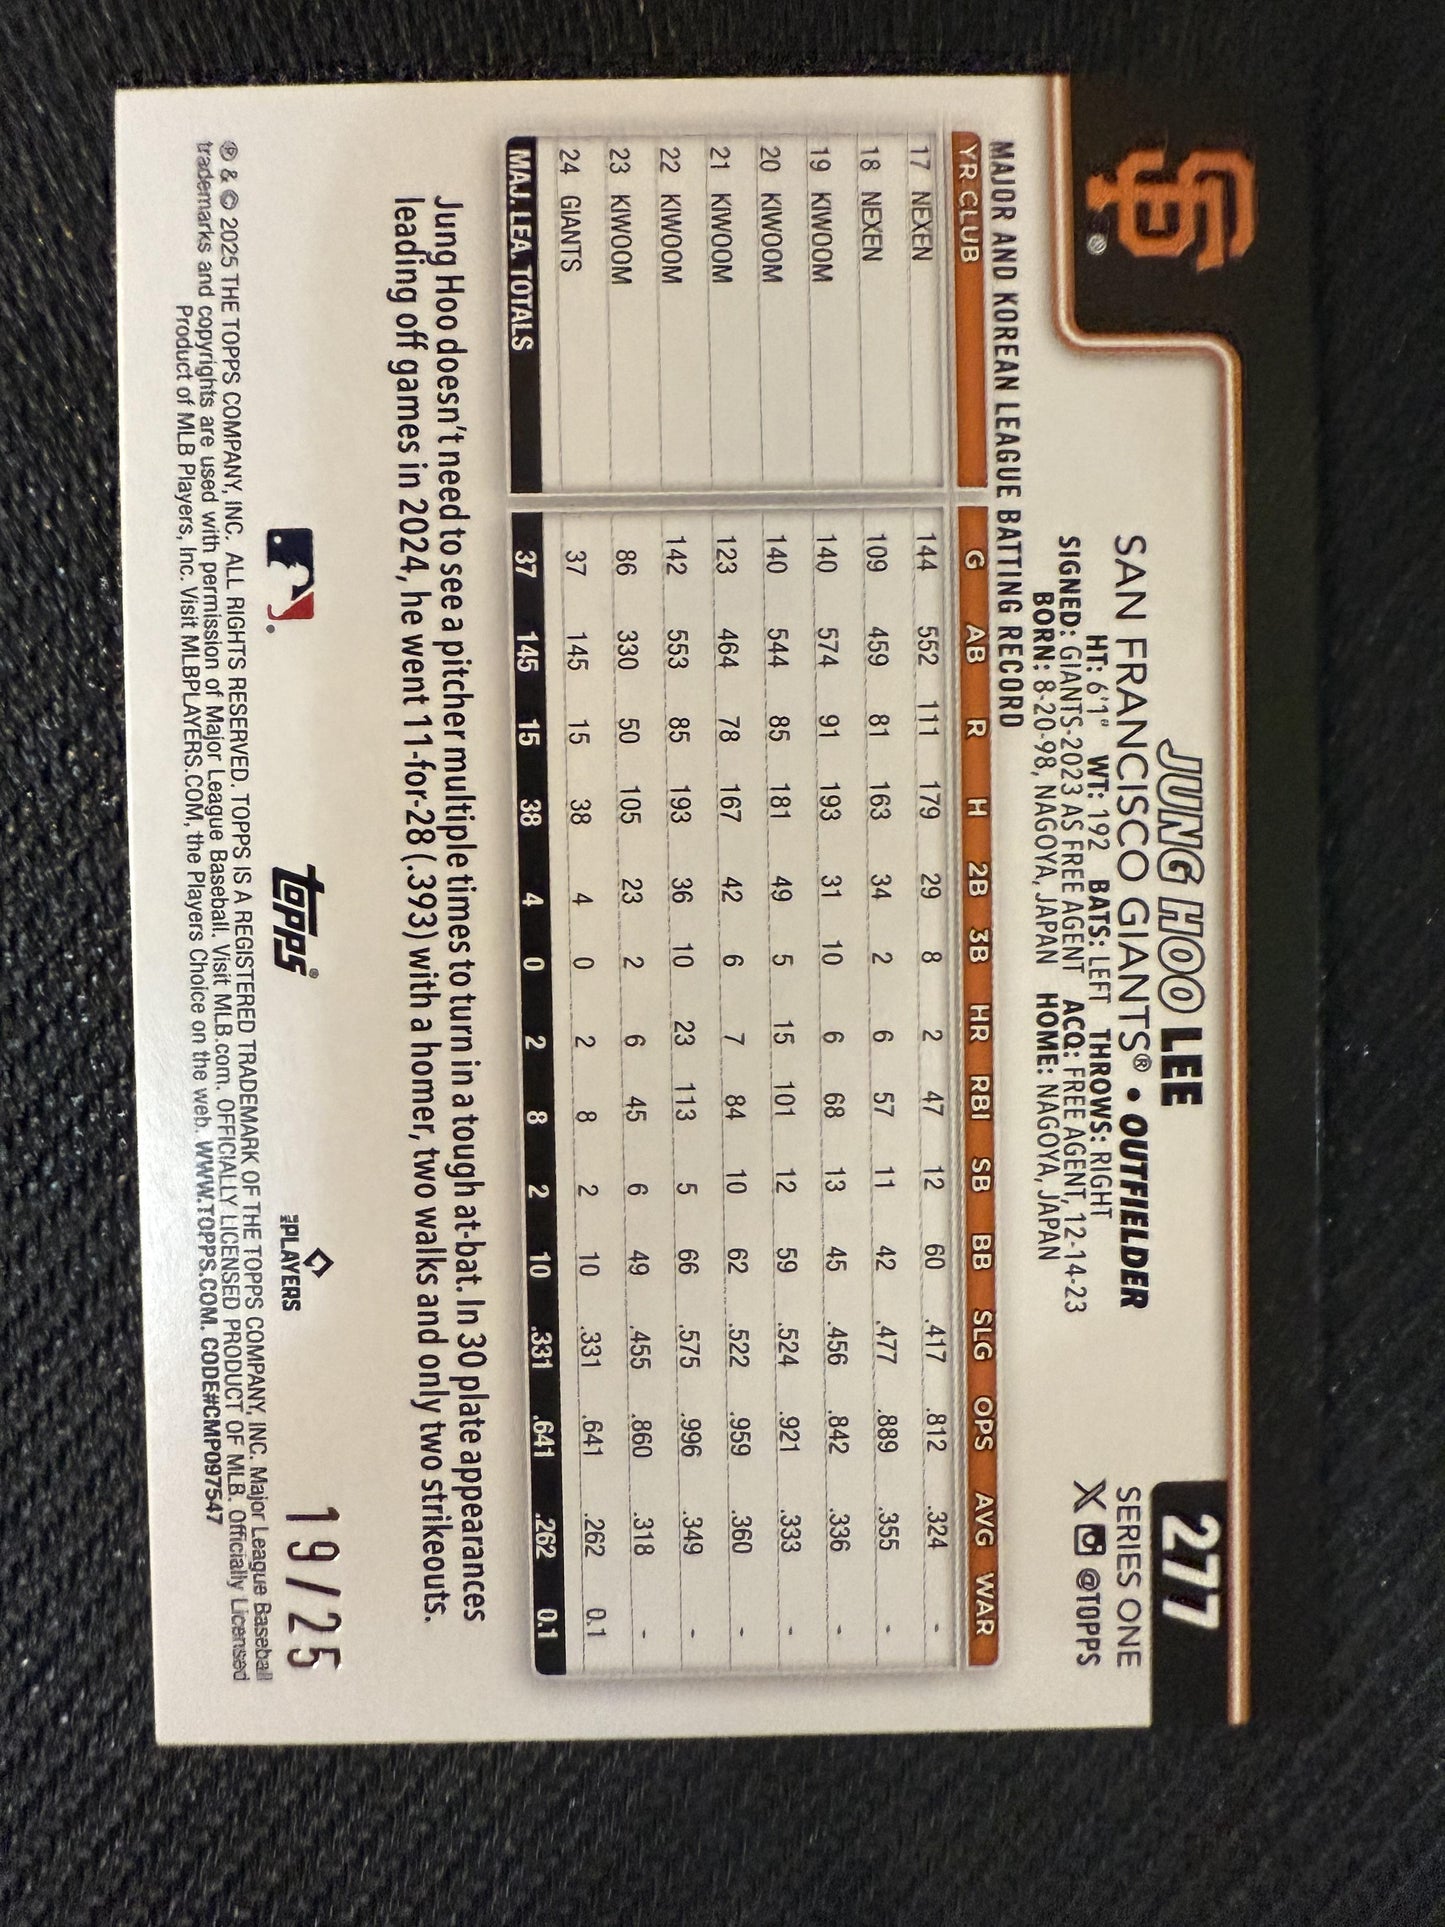 SF®
JUNG HOO LEE
277
SAN FRANCISCO GIANTS® • OUTFIELDER
SERIES ONE
HT: 6'1" WT: 192 BATS: LEFT THROWS: RIGHT
X @TOPPS
SIGNED: GIANTS-2023 AS FREE AGENT ACQ: FREE AGENT, 12-14-23
BORN: 8-20-98, NAGOYA, JAPAN HOME: NAGOYA, JAPAN
MAJOR AND KOREAN LEAGUE BATTING RECORD
YR CLUB G AB R H 2B 3B HR RBI SB BB SLG OPS AVG WAR
17 NEXEN 144 552 111 179 29 8 2 47 12 60 .417 .812 .324 -
18 NEXEN 109 459 81 163 34 2 6 57 11 42 .477 .889 .355 -
19 KIWOOM 140 574 91 193 31 10 6 68 13 45 .456 .842 .336 -
20 KIWOOM 140 544 85 181 49 5 15 101 12 59 .524 .921 .333 -
21 KIWOOM 123 464 78 167 42 6 7 84 10 62 .522 .959 .360 -
22 KIWOOM 142 553 85 193 36 10 23 113 5 66 .575 .996 .349 -
23 KIWOOM 86 330 50 105 23 2 6 45 6 49 .455 .860 .318 -
24 GIANTS 37 145 15 38 4 0 2 8 2 10 .331 .641 .262 0.1
MAJ. LEA. TOTALS 37 145 15 38 4 0 2 8 2 10 .331 .641 .262 0.1
Jung Hoo doesn't need to see a pitcher multiple times to turn in a tough at-bat. In 30 plate appearances
leading off games in 2024, he went 11-for-28 (.393) with a homer, two walks and only two strikeouts.
topps®
MLB PLAYERS
19/25
℗ & © 2025 THE TOPPS COMPANY, INC. ALL RIGHTS RESERVED. TOPPS IS A REGISTERED TRADEMARK OF THE TOPPS COMPANY, INC. Major League Baseball
trademarks and copyrights are used with permission of Major League Baseball. Visit MLB.com. OFFICIALLY LICENSED PRODUCT OF MLB. Officially Licensed
Product of MLB Players, Inc. Visit MLBPLAYERS.COM, the Players Choice on the web. WWW.TOPPS.COM. CODE#CMP097547